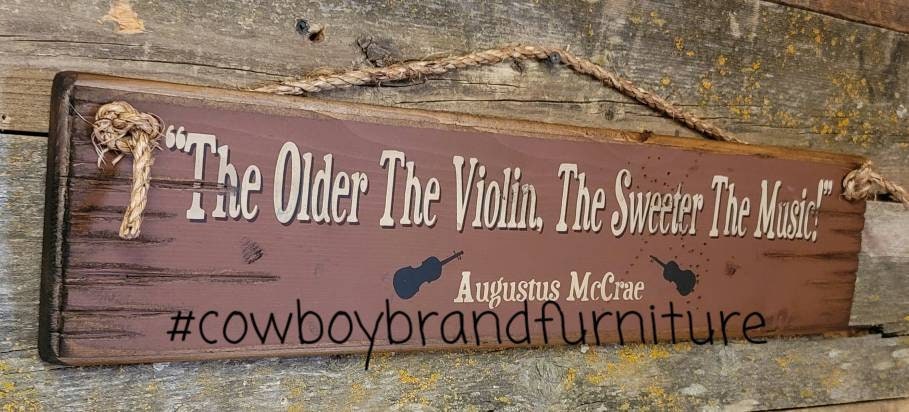 “The Older The Violin, The Sweeter The Music!”
Augustus McCrae
#cowboybrandfurniture